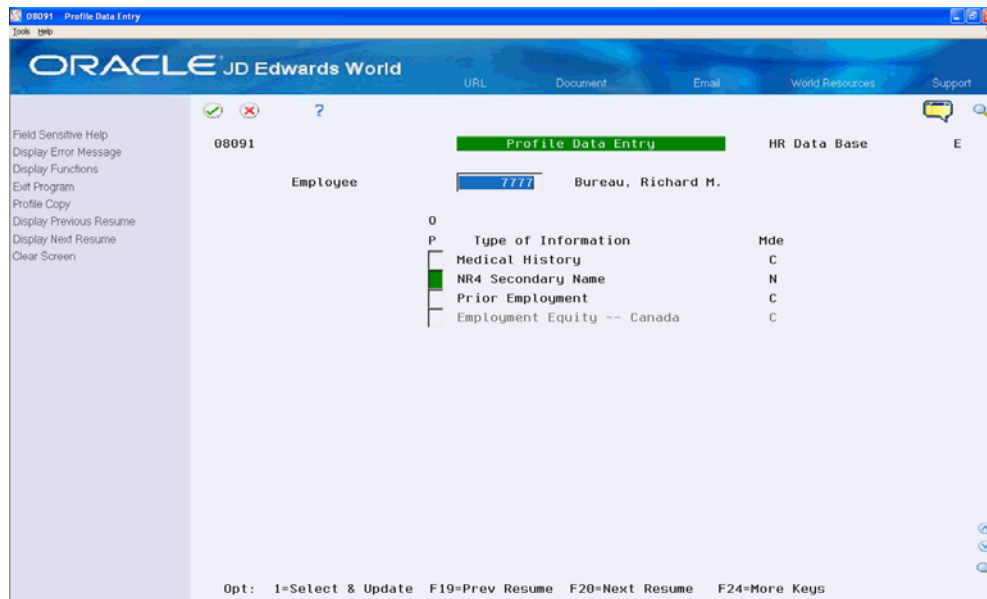 08091 Profile Data Entry
Tools Help
ORACLE JD Edwards World
URL Document Email World Resources Support
?
Field Sensitive Help
Display Error Message
Display Functions
Exit Program
Profile Copy
Display Previous Resume
Display Next Resume
Clear Screen
08091 Profile Data Entry HR Data Base E
Employee 7777 Bureau, Richard M.
O
P Type of Information Mde
Medical History C
NR4 Secondary Name N
Prior Employment C
Employment Equity -- Canada C
Opt: 1=Select & Update F19=Prev Resume F20=Next Resume F24=More Keys